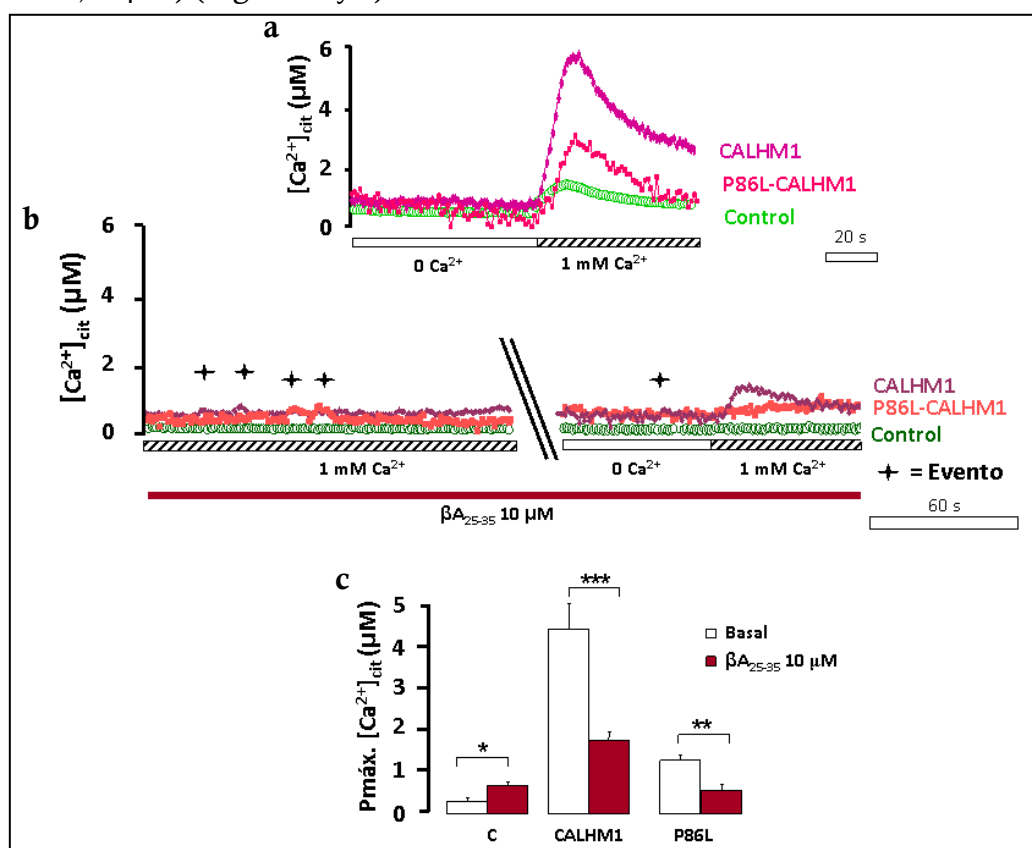 a
6
4
2
0
[Ca²⁺]cit (μM)
CALHM1
P86L-CALHM1
Control
0 Ca²⁺
1 mM Ca²⁺
20 s
b
6
4
2
0
[Ca²⁺]cit (μM)
CALHM1
P86L-CALHM1
Control
1 mM Ca²⁺
0 Ca²⁺
1 mM Ca²⁺
= Evento
60 s
βA25-35 10 μM
c
5
4
3
2
1
0
Pmáx. [Ca²⁺]cit (μM)
*
***
**
Basal
βA25-35 10 μM
C
CALHM1
P86L